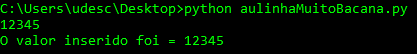 C:\Users\udesc\Desktop>python aulinhaMuitoBacana.py
12345
O valor inserido foi = 12345